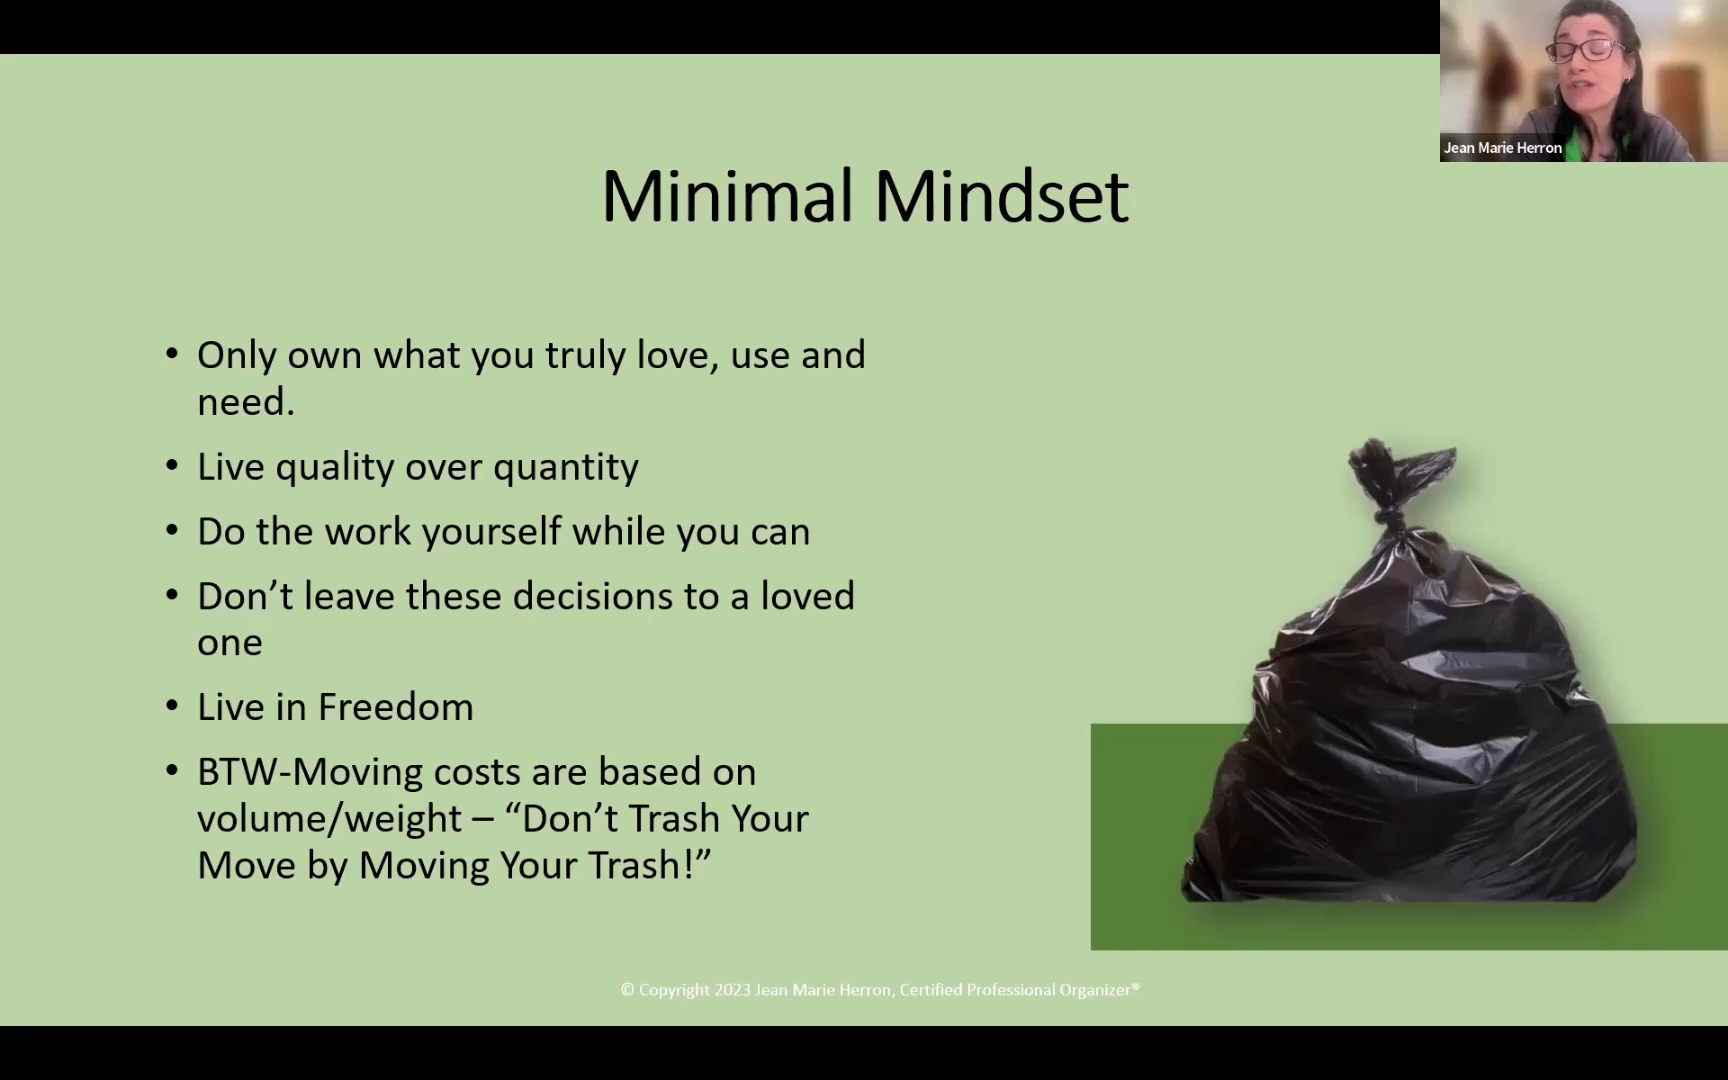 Jean Marie Herron
Minimal Mindset
• Only own what you truly love, use and
need.
• Live quality over quantity
• Do the work yourself while you can
• Don’t leave these decisions to a loved
one
• Live in Freedom
• BTW-Moving costs are based on
volume/weight – “Don’t Trash Your
Move by Moving Your Trash!”
© Copyright 2023 Jean Marie Herron, Certified Professional Organizer®